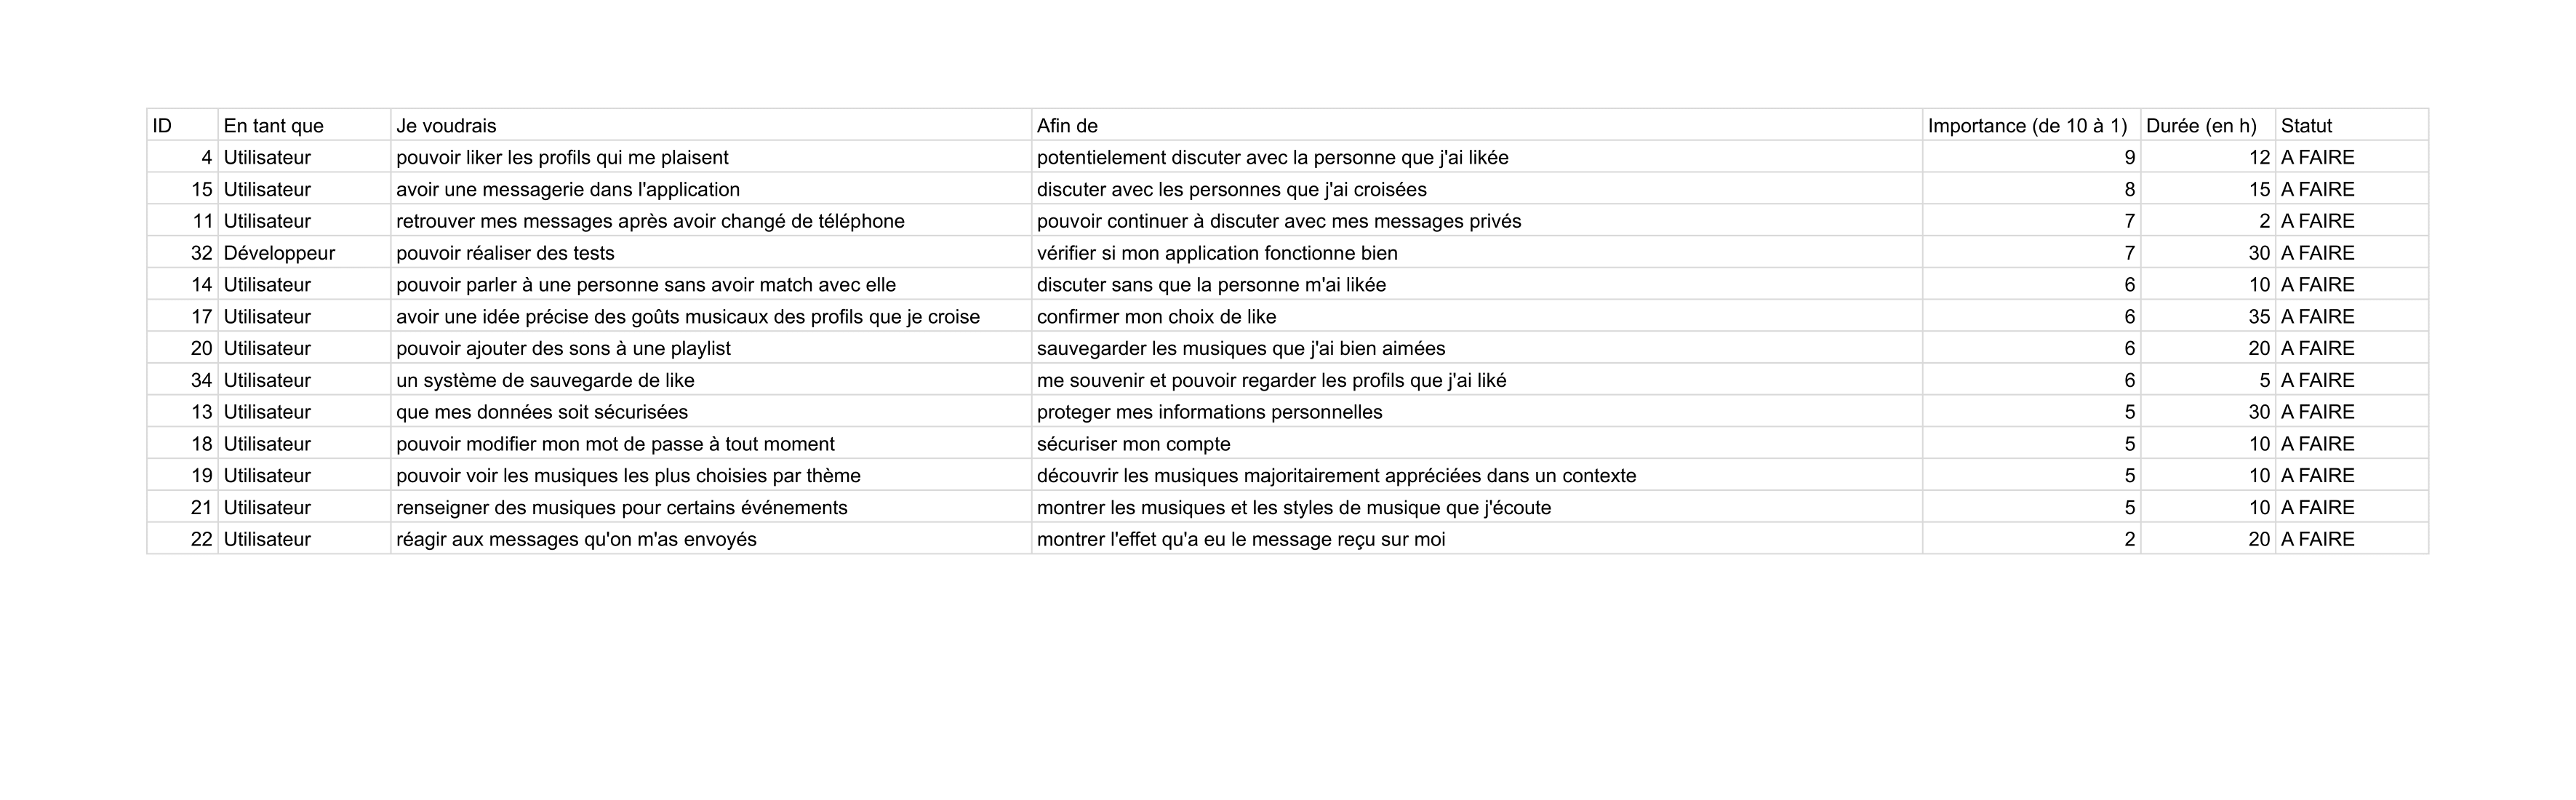 ID En tant que Je voudrais Afin de Importance (de 10 à 1) Durée (en h) Statut
4 Utilisateur pouvoir liker les profils qui me plaisent potentielement discuter avec la personne que j'ai likée 9 12 A FAIRE
15 Utilisateur avoir une messagerie dans l'application discuter avec les personnes que j'ai croisées 8 15 A FAIRE
11 Utilisateur retrouver mes messages après avoir changé de téléphone pouvoir continuer à discuter avec mes messages privés 7 2 A FAIRE
32 Développeur pouvoir réaliser des tests vérifier si mon application fonctionne bien 7 30 A FAIRE
14 Utilisateur pouvoir parler à une personne sans avoir match avec elle discuter sans que la personne m'ai likée 6 10 A FAIRE
17 Utilisateur avoir une idée précise des goûts musicaux des profils que je croise confirmer mon choix de like 6 35 A FAIRE
20 Utilisateur pouvoir ajouter des sons à une playlist sauvegarder les musiques que j'ai bien aimées 6 20 A FAIRE
34 Utilisateur un système de sauvegarde de like me souvenir et pouvoir regarder les profils que j'ai liké 6 5 A FAIRE
13 Utilisateur que mes données soit sécurisées proteger mes informations personnelles 5 30 A FAIRE
18 Utilisateur pouvoir modifier mon mot de passe à tout moment sécuriser mon compte 5 10 A FAIRE
19 Utilisateur pouvoir voir les musiques les plus choisies par thème découvrir les musiques majoritairement appréciées dans un contexte 5 10 A FAIRE
21 Utilisateur renseigner des musiques pour certains événements montrer les musiques et les styles de musique que j'écoute 5 10 A FAIRE
22 Utilisateur réagir aux messages qu'on m'as envoyés montrer l'effet qu'a eu le message reçu sur moi 2 20 A FAIRE